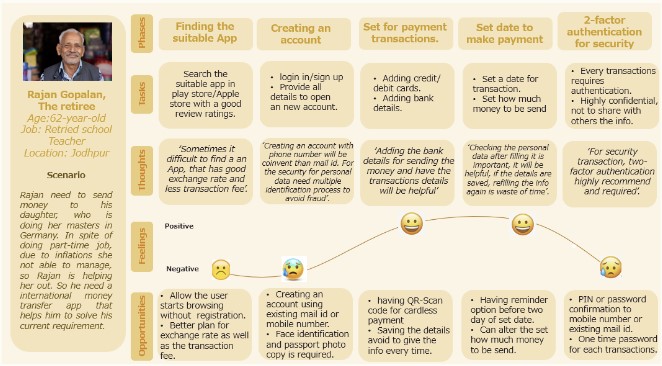 Rajan Gopalan,
The retiree
Age:62-year-old
Job: Retried school
Teacher
Location: Jodhpur
Scenario
Rajan need to send
money to his
daughter, who is
doing her masters in
Germany. In spite of
doing part-time job,
due to inflations she
not able to manage,
so Rajan is helping
her out. So he need a
international money
transfer app that
helps him to solve his
current requirement.
Phases
Finding the
suitable App
Creating an
account
Set for payment
transactions.
Set date to
make payment
2-factor
authentication
for security
Tasks
Search the
suitable app in
play store/Apple
store with a good
review ratings.
• login in/sign up
• Provide all
details to open
an new account.
• Adding credit/
debit cards.
• Adding bank
details.
• Set a date for
transaction.
• Set how much
money to be send
• Every transactions
requires
authentication.
• Highly confidential,
not to share with
others the info.
Thoughts
'Sometimes it
difficult to find a an
App, that has good
exchange rate and
less transaction fee'.
'Creating an account with
phone number will be
coinvent than mail id. For
the security for personal
data need multiple
identification process to
avoid fraud'.
'Adding the bank
details for sending the
money and have the
transactions details
will be helpful'
'Checking the personal
data after filling it is
important, it will be
helpful, if the details are
saved, refilling the info
again is waste of time'.
'For security
transaction, two-
factor authentication
highly recommend
and required'.
Feelings
Positive
Negative
Opportunities
• Allow the user
starts browsing
without registration.
• Better plan for
exchange rate as well
as the transaction
fee.
• Creating an
account using
existing mail id or
mobile number.
• Face identification
and passport photo
copy is required.
• having QR-Scan
code for cardless
payment
• Saving the details
avoid to give the
info every time.
• Having reminder
option before two
day of set date.
• Can alter the set
how much money
to be send.
• PIN or password
confirmation to
mobile number or
existing mail id.
• One time password
for each transactions.